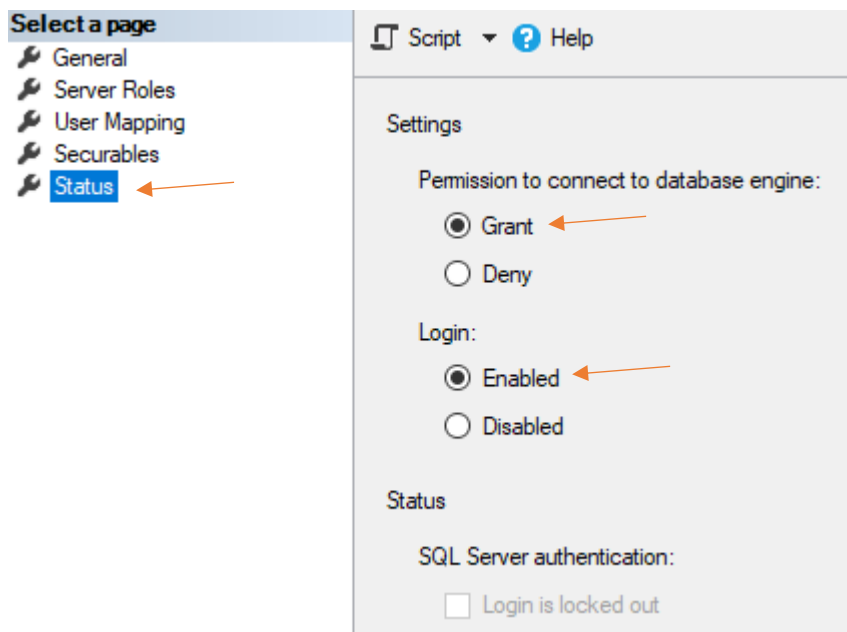 Select a page
General
Server Roles
User Mapping
Securables
Status
Script Help
Settings
Permission to connect to database engine:
Grant
Deny
Login:
Enabled
Disabled
Status
SQL Server authentication:
Login is locked out